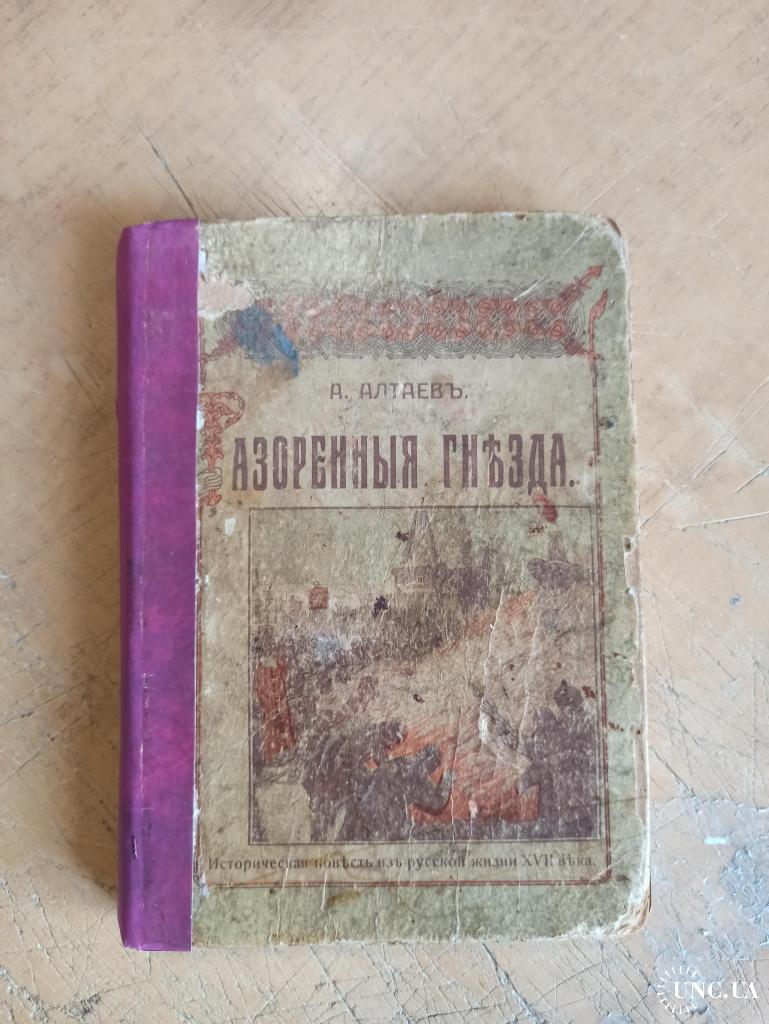 А. АЛТАЕВЪ.
АЗОРЕННЫЯ ГНѢЗДА.
Историческая повѣсть изъ русской жизни XVII вѣка.
UNC.UA